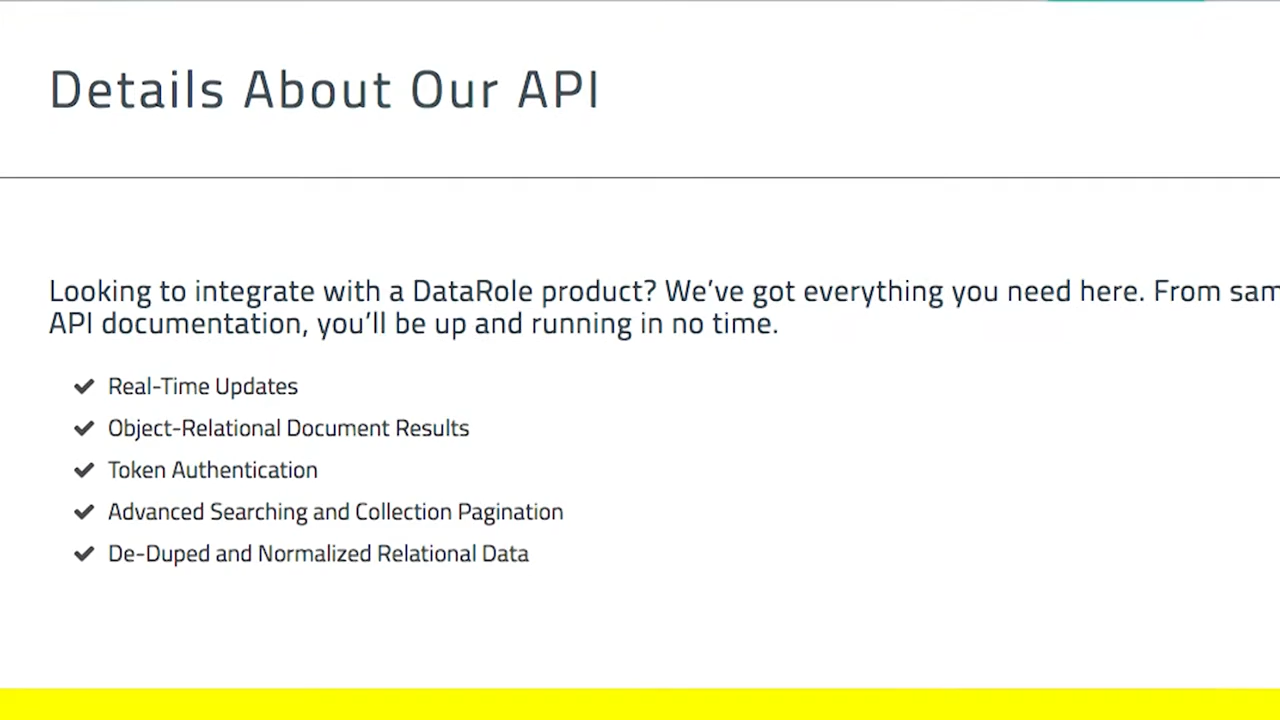 Details About Our API
Looking to integrate with a DataRole product? We've got everything you need here. From
API documentation, you'll be up and running in no time.
Real-Time Updates
Object-Relational Document Results
Token Authentication
Advanced Searching and Collection Pagination
De-Duped and Normalized Relational Data